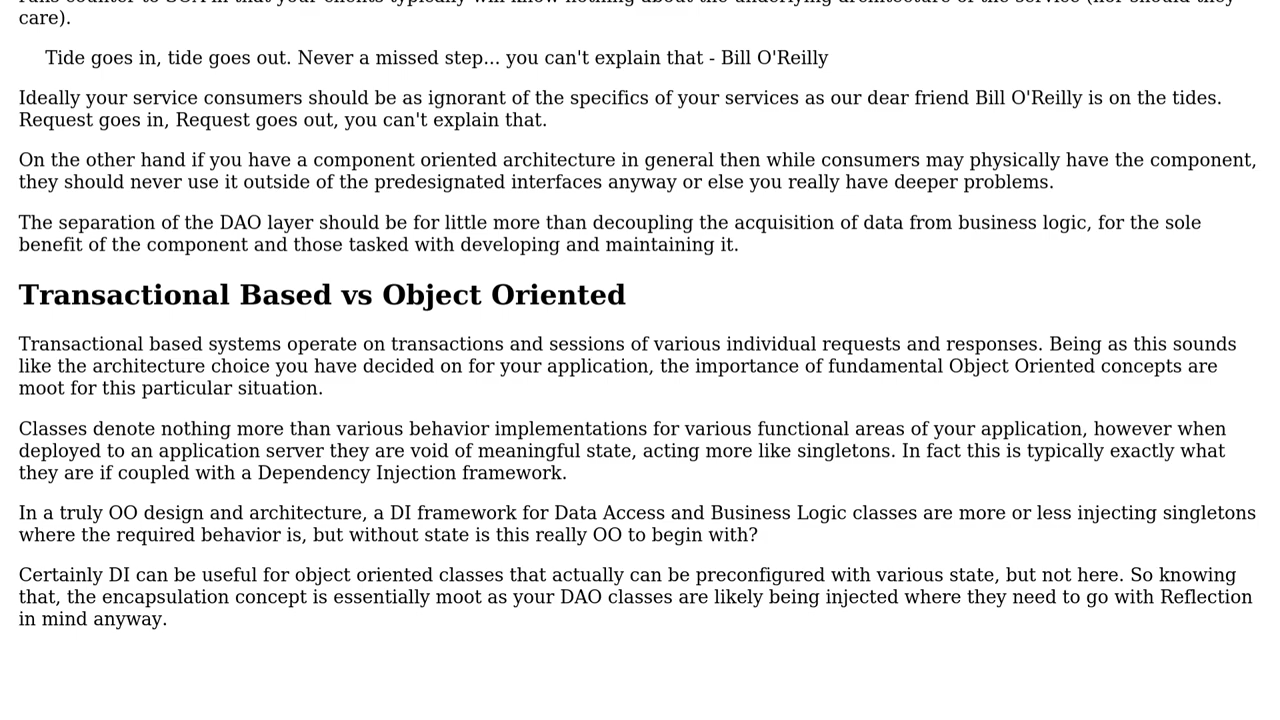 care).
Tide goes in, tide goes out. Never a missed step... you can't explain that - Bill O'Reilly
Ideally your service consumers should be as ignorant of the specifics of your services as our dear friend Bill O'Reilly is on the tides.
Request goes in, Request goes out, you can't explain that.
On the other hand if you have a component oriented architecture in general then while consumers may physically have the component,
they should never use it outside of the predesignated interfaces anyway or else you really have deeper problems.
The separation of the DAO layer should be for little more than decoupling the acquisition of data from business logic, for the sole
benefit of the component and those tasked with developing and maintaining it.
Transactional Based vs Object Oriented
Transactional based systems operate on transactions and sessions of various individual requests and responses. Being as this sounds
like the architecture choice you have decided on for your application, the importance of fundamental Object Oriented concepts are
moot for this particular situation.
Classes denote nothing more than various behavior implementations for various functional areas of your application, however when
deployed to an application server they are void of meaningful state, acting more like singletons. In fact this is typically exactly what
they are if coupled with a Dependency Injection framework.
In a truly OO design and architecture, a DI framework for Data Access and Business Logic classes are more or less injecting singletons
where the required behavior is, but without state is this really OO to begin with?
Certainly DI can be useful for object oriented classes that actually can be preconfigured with various state, but not here. So knowing
that, the encapsulation concept is essentially moot as your DAO classes are likely being injected where they need to go with Reflection
in mind anyway.